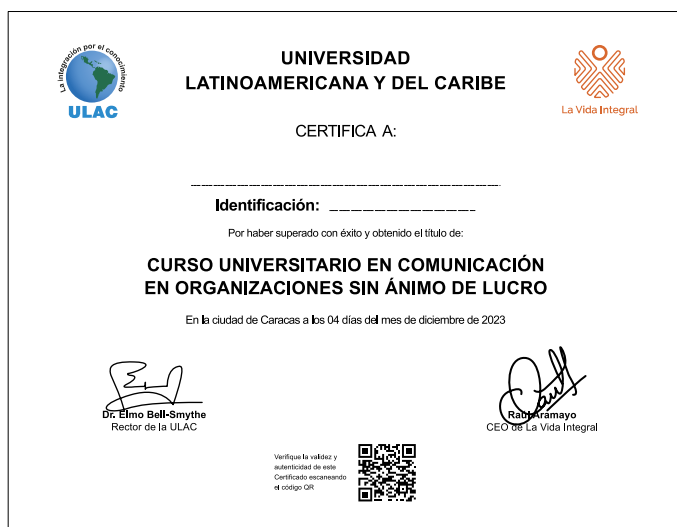 La integración por el conocimiento
ULAC
UNIVERSIDAD
LATINOAMERICANA Y DEL CARIBE
La Vida Integral
CERTIFICA A:
Identificación:
Por haber superado con éxito y obtenido el título de:
CURSO UNIVERSITARIO EN COMUNICACIÓN
EN ORGANIZACIONES SIN ÁNIMO DE LUCRO
En la ciudad de Caracas a los 04 días del mes de diciembre de 2023
Dr. Elmo Bell-Smythe
Rector de la ULAC
Raúl Aramayo
CEO de La Vida Integral
Verifique la validez y
autenticidad de este
Certificado escaneando
el código QR